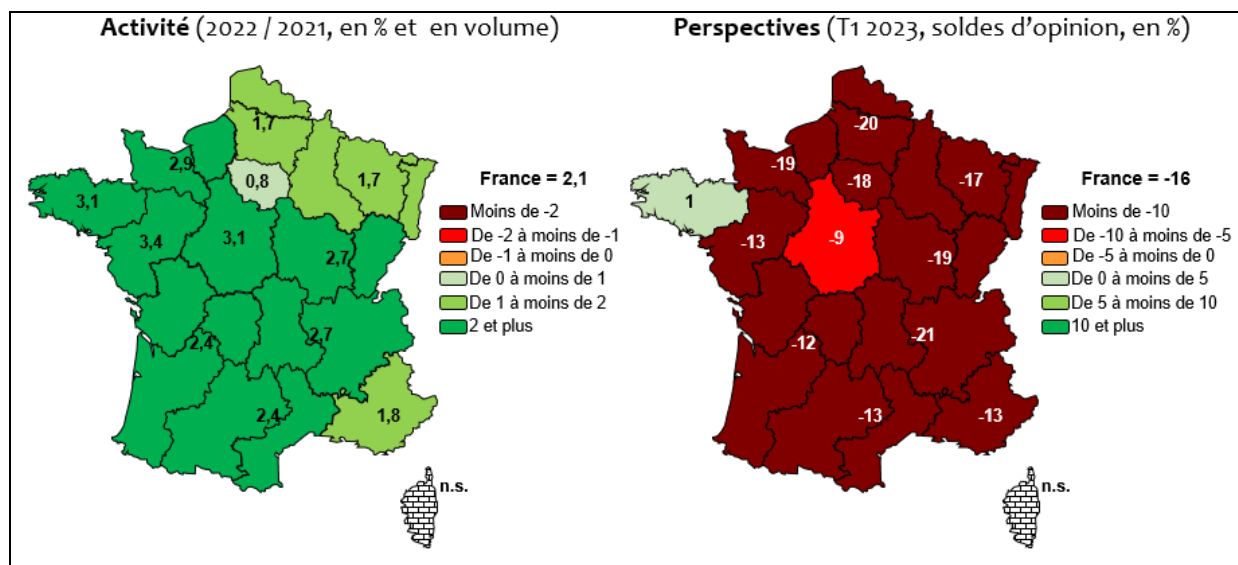 Activité (2022 / 2021, en % et en volume)
1,7
2,9
0,8
1,7
3,1
3,4
3,1
2,7
2,4
2,7
2,4
1,8
n.s.
France = 2,1
Moins de -2
De -2 à moins de -1
De -1 à moins de 0
De 0 à moins de 1
De 1 à moins de 2
2 et plus
Perspectives (T1 2023, soldes d'opinion, en %)
-20
-19
-18
-17
1
-13
-9
-19
-12
-21
-13
-13
n.s.
France = -16
Moins de -10
De -10 à moins de -5
De -5 à moins de 0
De 0 à moins de 5
De 5 à moins de 10
10 et plus